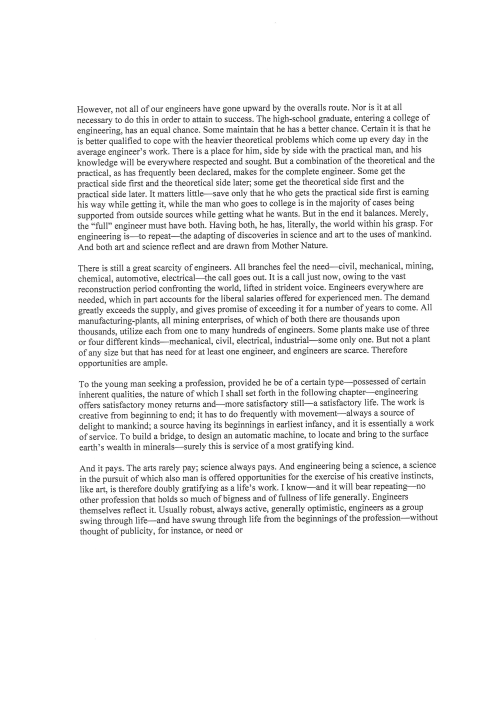 However, not all of our engineers have gone upward by the overalls route. Nor is it at all
necessary to do this in order to attain to success. The high-school graduate, entering a college of
engineering, has an equal chance. Some maintain that he has a better chance. Certain it is that he
is better qualified to cope with the heavier theoretical problems which come up every day in the
average engineer's work. There is a place for him, side by side with the practical man, and his
knowledge will be everywhere respected and sought. But a combination of the theoretical and the
practical, as has frequently been declared, makes for the complete engineer. Some get the
practical side first and the theoretical side later; some get the theoretical side first and the
practical side later. It matters little—save only that he who gets the practical side first is earning
his way while getting it, while the man who goes to college is in the majority of cases being
supported from outside sources while getting what he wants. But in the end it balances. Merely,
the "full" engineer must have both. Having both, he has, literally, the world within his grasp. For
engineering is—to repeat—the adapting of discoveries in science and art to the uses of mankind.
And both art and science reflect and are drawn from Mother Nature.

There is still a great scarcity of engineers. All branches feel the need—civil, mechanical, mining,
chemical, automotive, electrical—the call goes out. It is a call just now, owing to the vast
reconstruction period confronting the world, lifted in strident voice. Engineers everywhere are
needed, which in part accounts for the liberal salaries offered for experienced men. The demand
greatly exceeds the supply, and gives promise of exceeding it for a number of years to come. All
manufacturing-plants, all mining enterprises, of which of both there are thousands upon
thousands, utilize each from one to many hundreds of engineers. Some plants make use of three
or four different kinds—mechanical, civil, electrical, industrial—some only one. But not a plant
of any size but that has need for at least one engineer, and engineers are scarce. Therefore
opportunities are ample.

To the young man seeking a profession, provided he be of a certain type—possessed of certain
inherent qualities, the nature of which I shall set forth in the following chapter—engineering
offers satisfactory money returns and—more satisfactory still—a satisfactory life. The work is
creative from beginning to end; it has to do frequently with movement—always a source of
delight to mankind; a source having its beginnings in earliest infancy, and it is essentially a work
of service. To build a bridge, to design an automatic machine, to locate and bring to the surface
earth's wealth in minerals—surely this is service of a most gratifying kind.

And it pays. The arts rarely pay; science always pays. And engineering being a science, a science
in the pursuit of which also man is offered opportunities for the exercise of his creative instincts,
like art, is therefore doubly gratifying as a life's work. I know—and it will bear repeating—no
other profession that holds so much of bigness and of fullness of life generally. Engineers
themselves reflect it. Usually robust, always active, generally optimistic, engineers as a group
swing through life—and have swung through life from the beginnings of the profession—without
thought of publicity, for instance, or need or